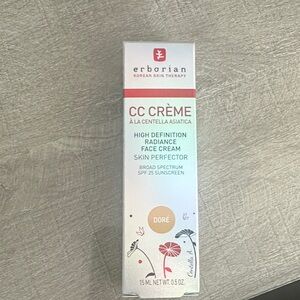 erborian
KOREAN SKIN THERAPY
CC CRÈME
À LA CENTELLA ASIATICA
HIGH DEFINITION
RADIANCE
FACE CREAM
SKIN PERFECTOR
BROAD SPECTRUM
SPF 25 SUNSCREEN
DORÉ
Centella A.
15 ML NET WT. 0.5 OZ.